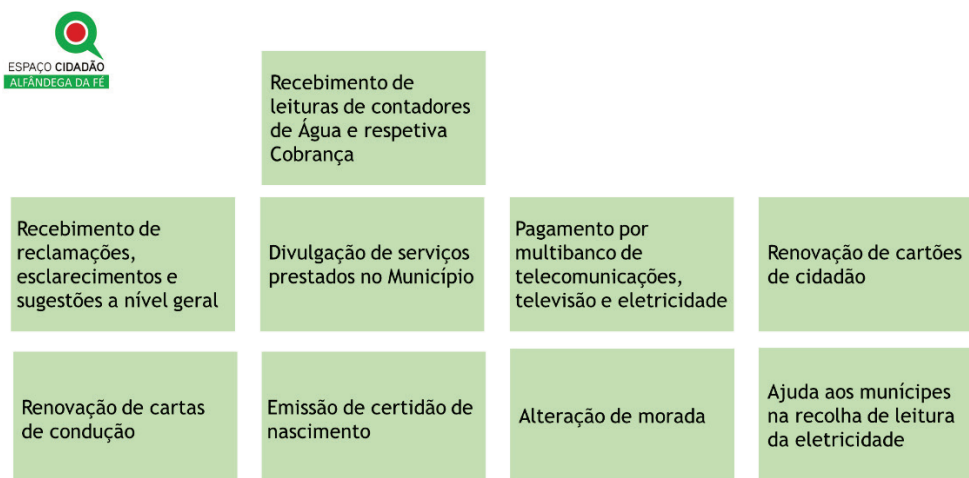 ESPAÇO CIDADÃO
ALFÂNDEGA DA FÉ
Recebimento de
leituras de contadores
de Água e respetiva
Cobrança
Recebimento de
reclamações,
esclarecimentos e
sugestões a nível geral
Divulgação de serviços
prestados no Município
Pagamento por
multibanco de
telecomunicações,
televisão e eletricidade
Renovação de cartões
de cidadão
Renovação de cartas
de condução
Emissão de certidão de
nascimento
Alteração de morada
Ajuda aos munícipes
na recolha de leitura
da eletricidade